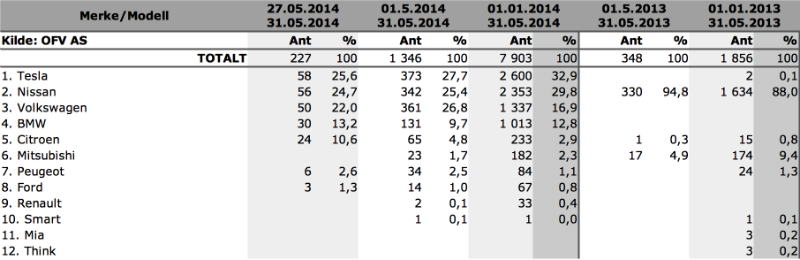 Merke/Modell 27.05.2014 01.5.2014 01.01.2014 01.5.2013 01.01.2013
31.05.2014 31.05.2014 31.05.2014 31.05.2013 31.05.2013
Kilde: OFV AS Ant % Ant % Ant % Ant % Ant %
TOTALT 227 100 1 346 100 7 903 100 348 100 1 856 100
1. Tesla 58 25,6 373 27,7 2 600 32,9 2 0,1
2. Nissan 56 24,7 342 25,4 2 353 29,8 330 94,8 1 634 88,0
3. Volkswagen 50 22,0 361 26,8 1 337 16,9
4. BMW 30 13,2 131 9,7 1 013 12,8
5. Citroen 24 10,6 65 4,8 233 2,9 1 0,3 15 0,8
6. Mitsubishi 23 1,7 182 2,3 17 4,9 174 9,4
7. Peugeot 6 2,6 34 2,5 84 1,1 24 1,3
8. Ford 3 1,3 14 1,0 67 0,8
9. Renault 2 0,1 33 0,4
10. Smart 1 0,1 1 0,0 1 0,1
11. Mia 3 0,2
12. Think 3 0,2